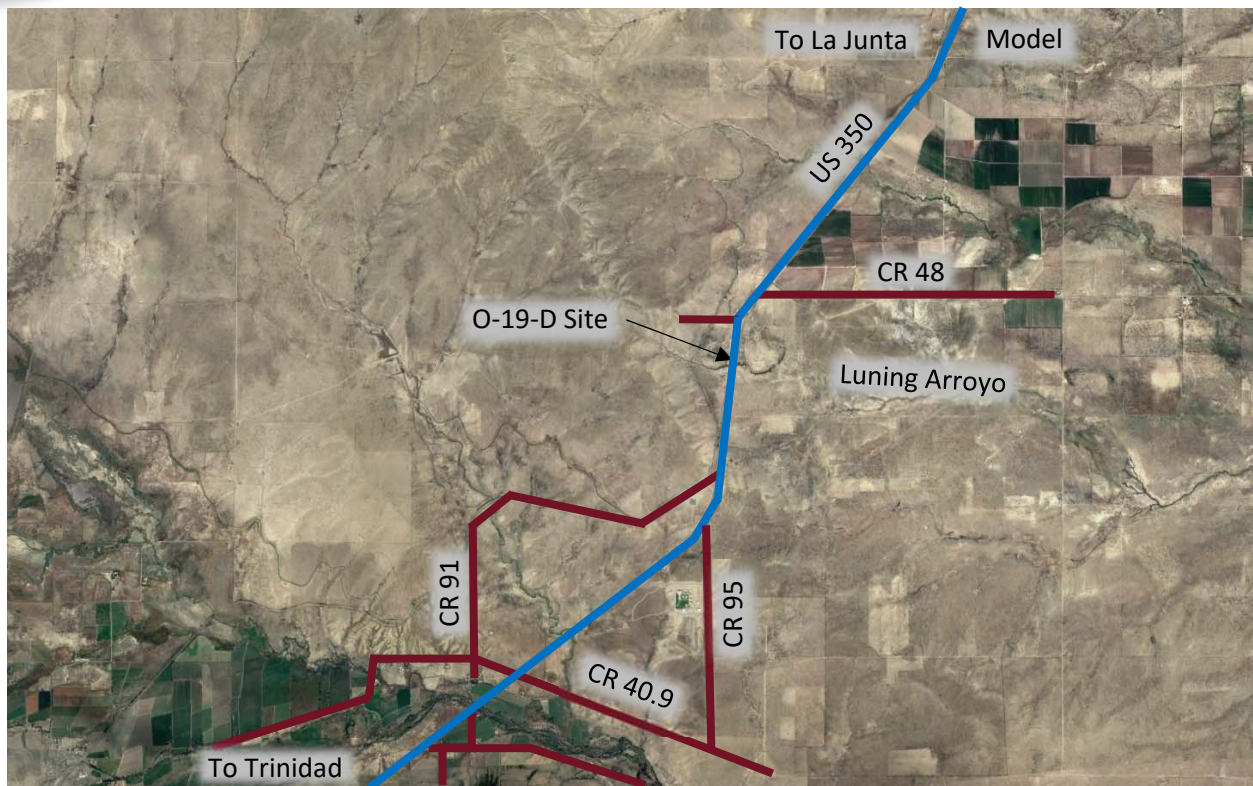 To La Junta
Model
US 350
CR 48
O-19-D Site
Luning Arroyo
CR 91
CR 95
CR 40.9
To Trinidad